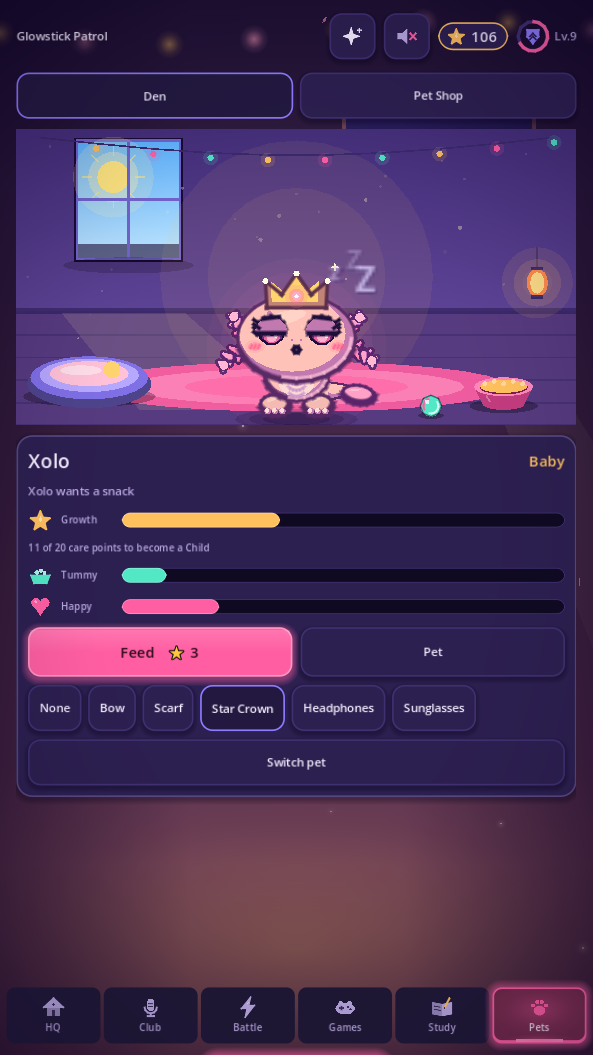 Glowstick Patrol
106
Lv.9
Den
Pet Shop
z Z Z
Xolo
Baby
Xolo wants a snack
Growth
11 of 20 care points to become a Child
Tummy
Happy
Feed 3
Pet
None
Bow
Scarf
Star Crown
Headphones
Sunglasses
Switch pet
HQ
Club
Battle
Games
Study
Pets